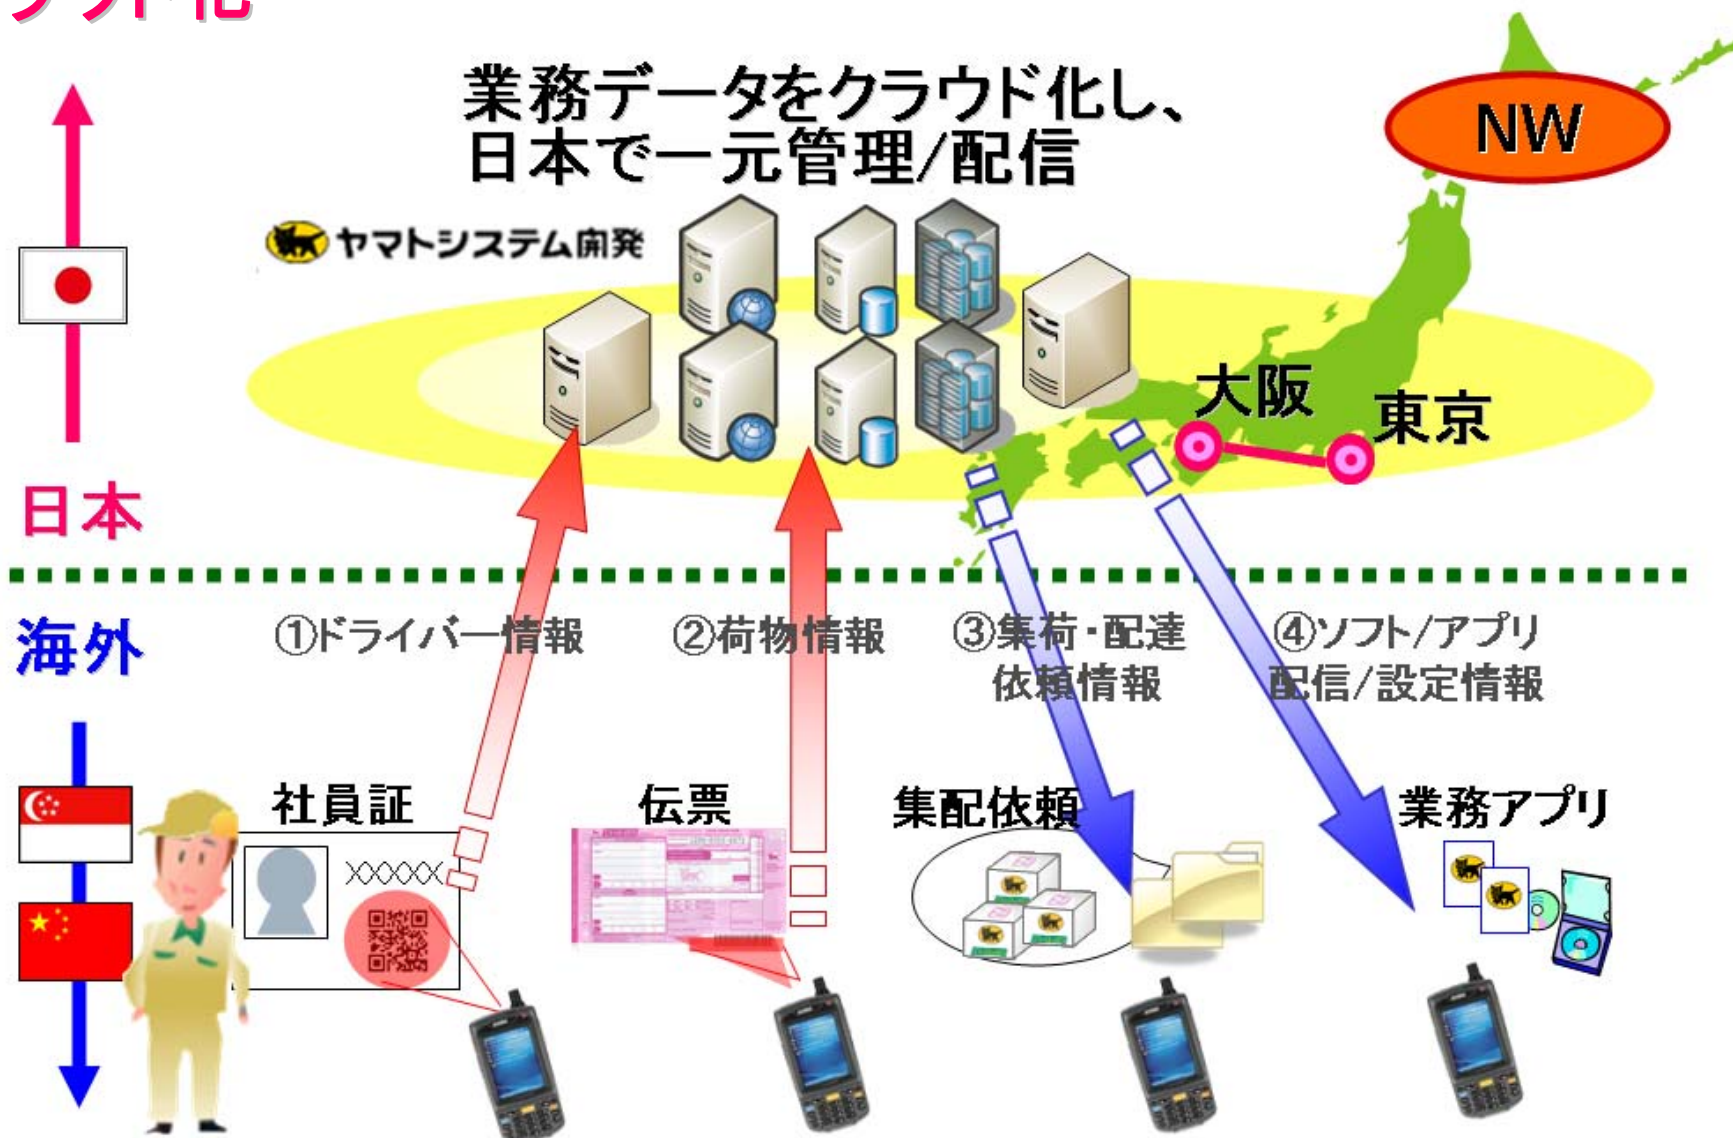 業務データをクラウド化し、
日本で一元管理/配信
NW
ヤマトシステム開発
大阪
東京
日本
海外
①ドライバー情報
②荷物情報
③集荷・配達
依頼情報
④ソフト/アプリ
配信/設定情報
社員証
伝票
集配依頼
業務アプリ
XXXXXX